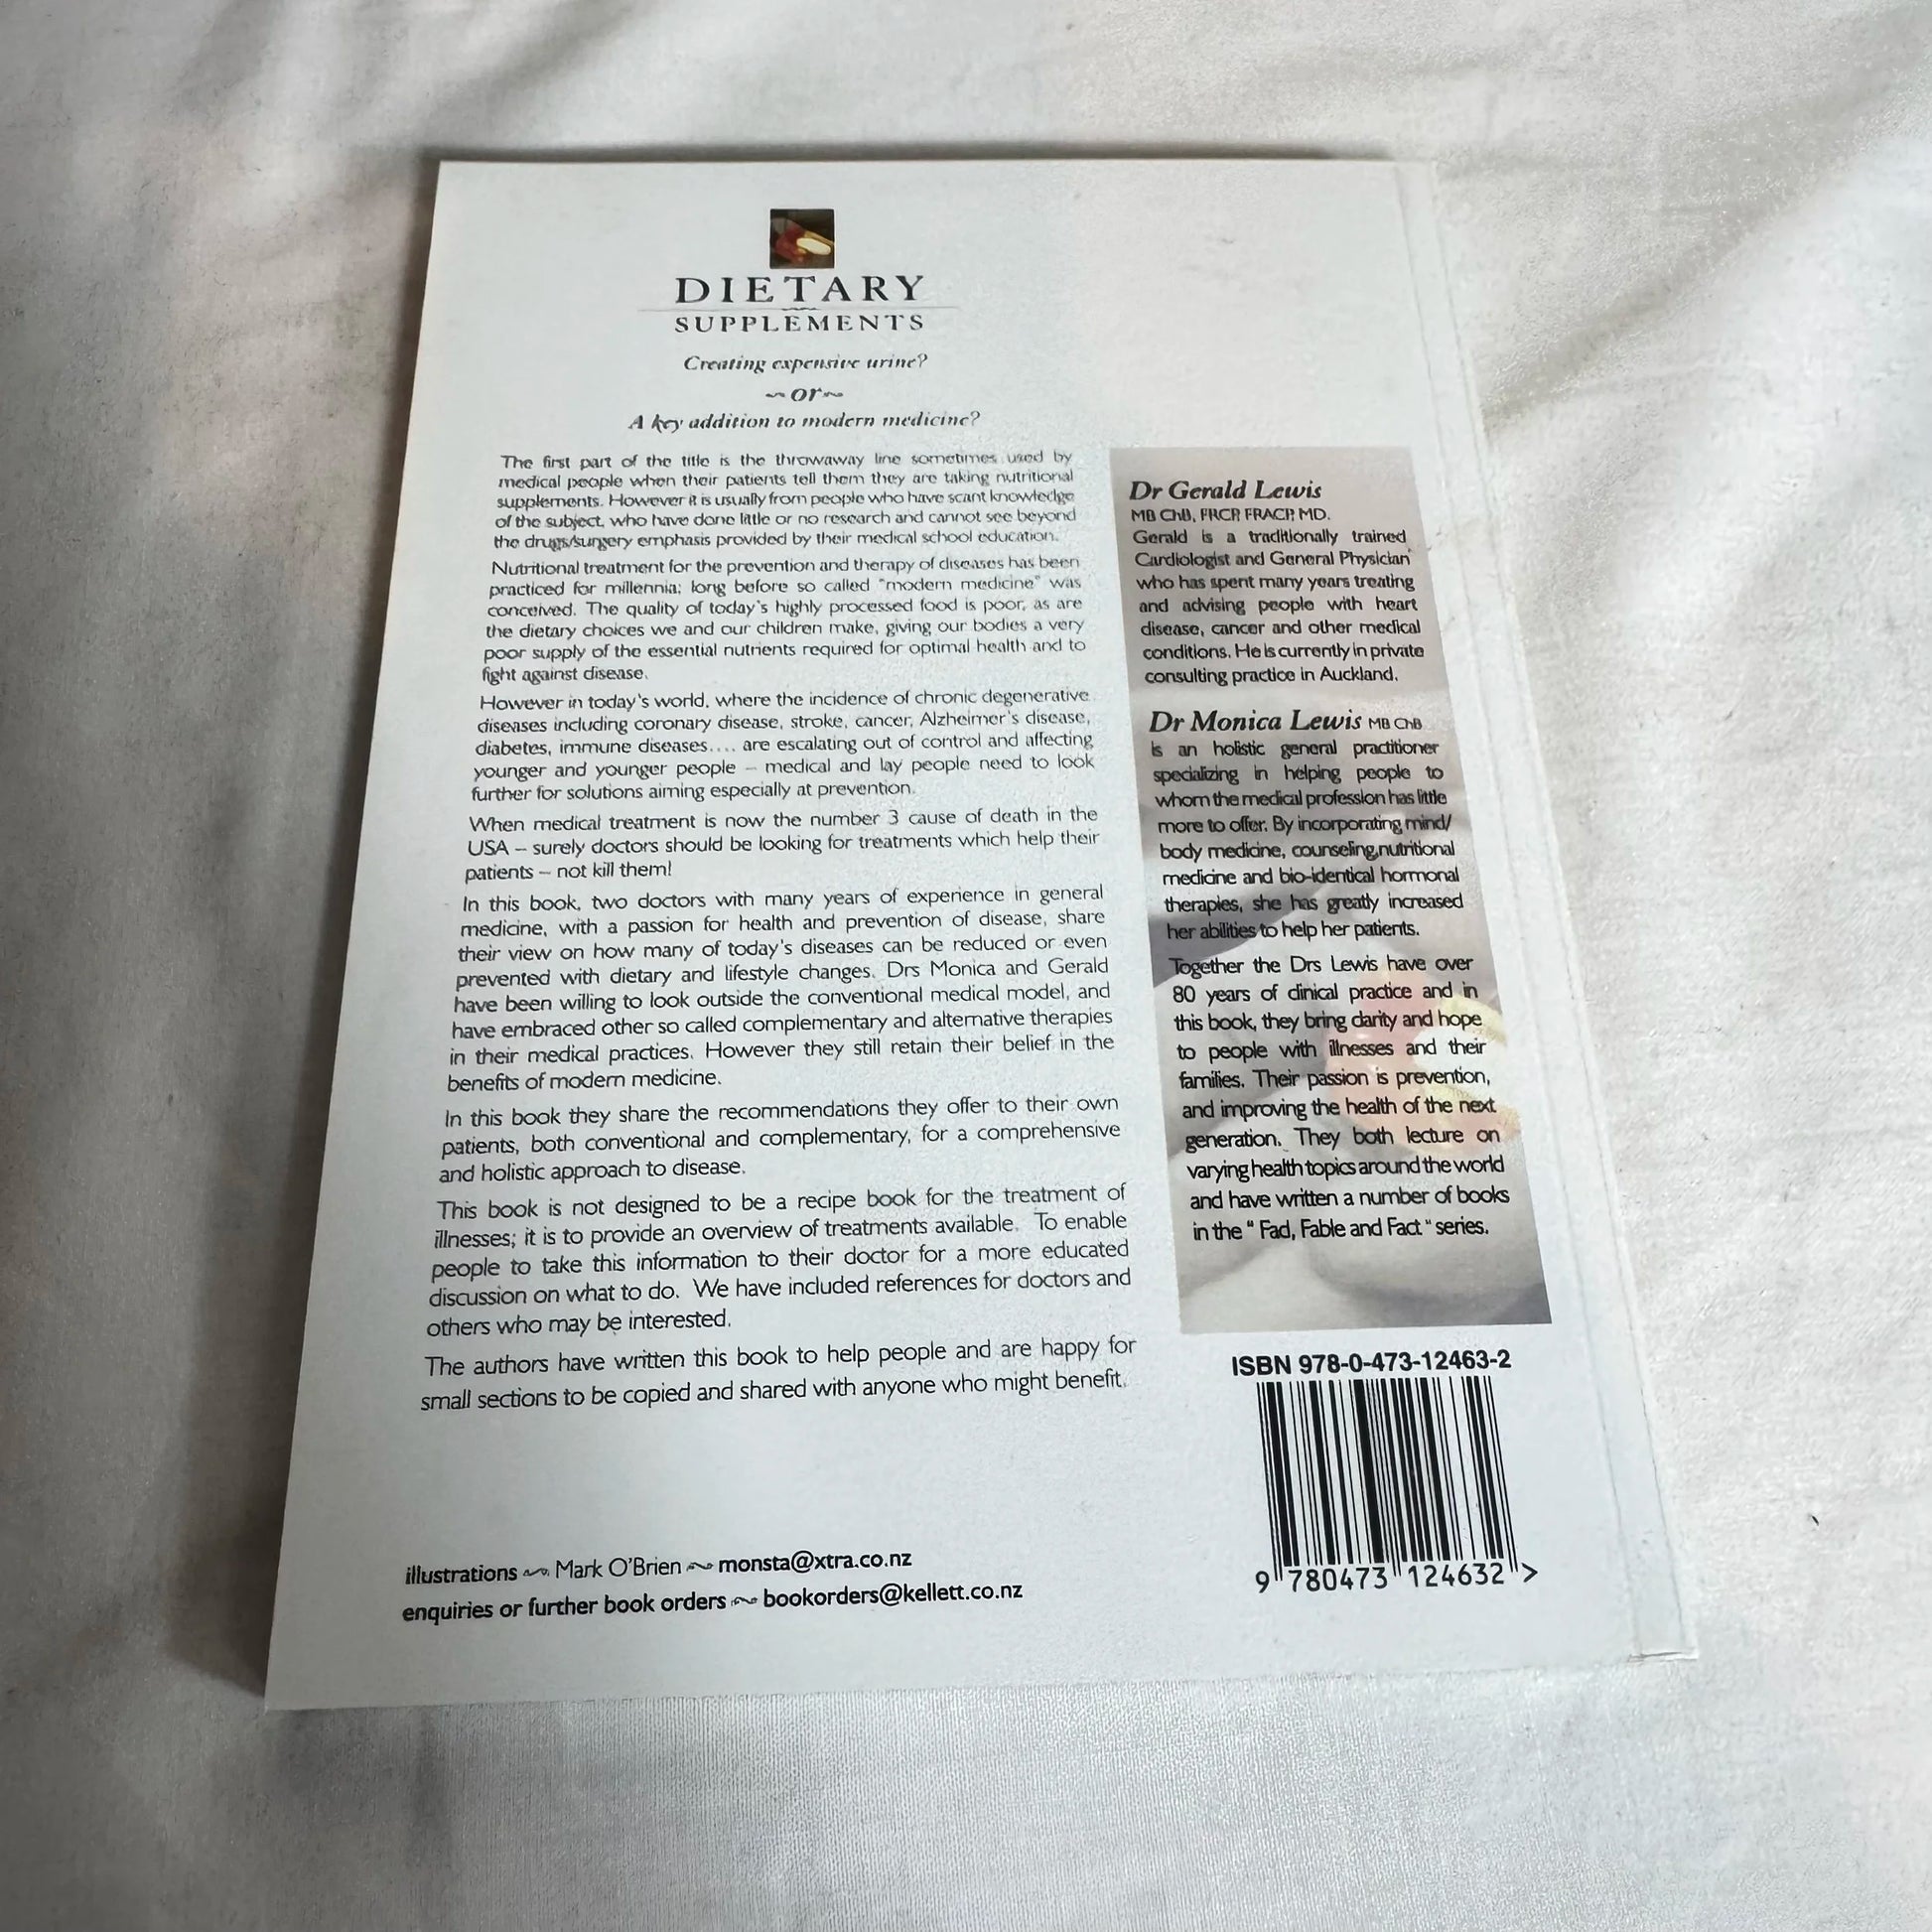 DIETARY
SUPPLEMENTS
Creating expensive urine?
or
A key addition to modern medicine?
The first part of the title is the throwaway line sometimes used by
medical people when their patients tell them they are taking nutritional
supplements. However it is usually from people who have scant knowledge
of the subject, who have done little or no research and cannot see beyond
the drugs/surgery emphasis provided by their medical school education.
Nutritional treatment for the prevention and therapy of diseases has been
practiced for millennia; long before so called "modern medicine" was
conceived. The quality of today's highly processed food is poor, as are
the dietary choices we and our children make, giving our bodies a very
poor supply of the essential nutrients required for optimal health and to
fight against disease.
However in today's world, where the incidence of chronic degenerative
diseases including coronary disease, stroke, cancer, Alzheimer's disease,
diabetes, immune diseases.... are escalating out of control and affecting
younger and younger people – medical and lay people need to look
further for solutions aiming especially at prevention.
When medical treatment is now the number 3 cause of death in the
USA – surely doctors should be looking for treatments which help their
patients – not kill them!
In this book, two doctors with many years of experience in general
medicine, with a passion for health and prevention of disease, share
their view on how many of today's diseases can be reduced or even
prevented with dietary and lifestyle changes. Drs Monica and Gerald
have been willing to look outside the conventional medical model, and
have embraced other so called complementary and alternative therapies
in their medical practices. However they still retain their belief in the
benefits of modern medicine.
In this book they share the recommendations they offer to their own
patients, both conventional and complementary, for a comprehensive
and holistic approach to disease.
This book is not designed to be a recipe book for the treatment of
illnesses; it is to provide an overview of treatments available. To enable
people to take this information to their doctor for a more educated
discussion on what to do. We have included references for doctors and
others who may be interested.
The authors have written this book to help people and are happy for
small sections to be copied and shared with anyone who might benefit.
illustrations Mark O'Brien monsta@xtra.co.nz
enquiries or further book orders bookorders@kellett.co.nz
Dr Gerald Lewis
MB ChB, FRCP, FRACP, MD.
Gerald is a traditionally trained
Cardiologist and General Physician
who has spent many years treating
and advising people with heart
disease, cancer and other medical
conditions. He is currently in private
consulting practice in Auckland.
Dr Monica Lewis MB ChB
is an holistic general practitioner
specializing in helping people to
whom the medical profession has little
more to offer. By incorporating mind/
body medicine, counseling,nutritional
medicine and bio-identical hormonal
therapies, she has greatly increased
her abilities to help her patients.
Together the Drs Lewis have over
80 years of clinical practice and in
this book, they bring clarity and hope
to people with illnesses and their
families. Their passion is prevention,
and improving the health of the next
generation. They both lecture on
varying health topics around the world
and have written a number of books
in the " Fad, Fable and Fact " series.
ISBN 978-0-473-12463-2
9 780473 124632 >